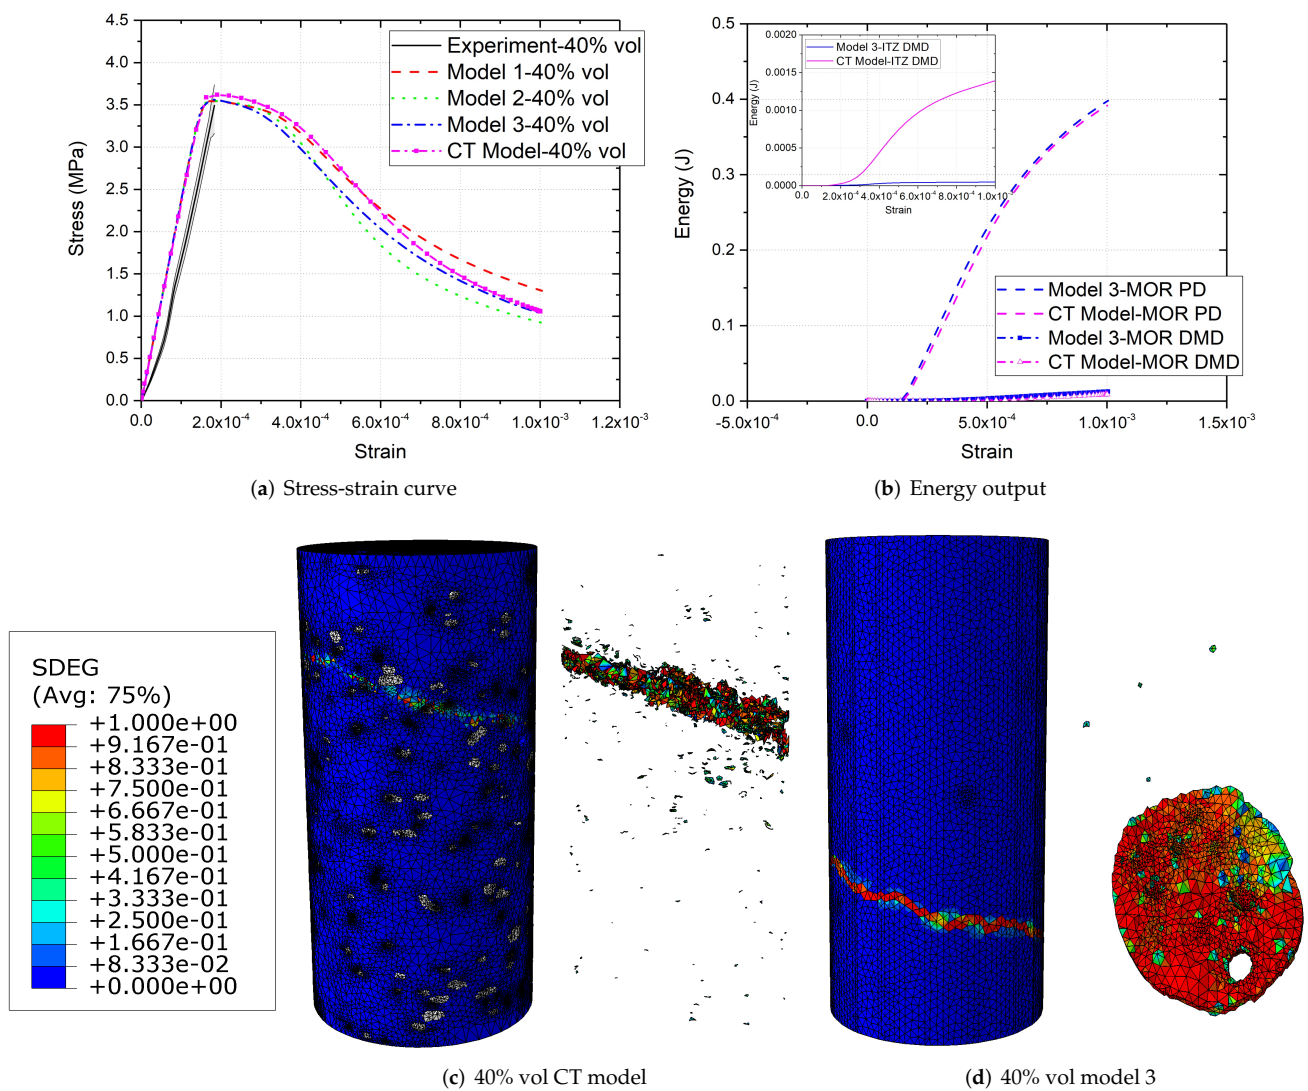 4.5
4.0
3.5
3.0
2.5
2.0
1.5
1.0
0.5
0.0
Stress (MPa)
Experiment-40% vol
Model 1-40% vol
Model 2-40% vol
Model 3-40% vol
CT Model-40% vol
0.0 2.0x10⁻⁴ 4.0x10⁻⁴ 6.0x10⁻⁴ 8.0x10⁻⁴ 1.0x10⁻³ 1.2x10⁻³
Strain
(a) Stress-strain curve
0.5
0.4
0.3
0.2
0.1
0.0
Energy (J)
0.0020
0.0015
0.0010
0.0005
0.0000
Energy (J)
Model 3-ITZ DMD
CT Model-ITZ DMD
0.0 2.0x10⁻⁴ 4.0x10⁻⁴ 6.0x10⁻⁴ 8.0x10⁻⁴ 1.0x10⁻³
Strain
Model 3-MOR PD
CT Model-MOR PD
Model 3-MOR DMD
CT Model-MOR DMD
-5.0x10⁻⁴ 0.0 5.0x10⁻⁴ 1.0x10⁻³ 1.5x10⁻³
Strain
(b) Energy output
SDEG
(Avg: 75%)
+1.000e+00
+9.167e-01
+8.333e-01
+7.500e-01
+6.667e-01
+5.833e-01
+5.000e-01
+4.167e-01
+3.333e-01
+2.500e-01
+1.667e-01
+8.333e-02
+0.000e+00
(c) 40% vol CT model
(d) 40% vol model 3